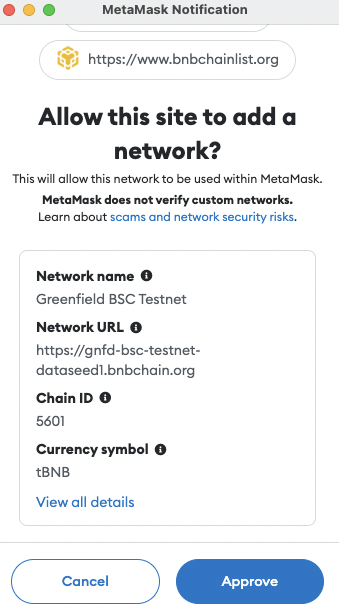 MetaMask Notification
https://www.bnbchainlist.org
Allow this site to add a
network?
This will allow this network to be used within MetaMask.
MetaMask does not verify custom networks.
Learn about scams and network security risks.
Network name
Greenfield BSC Testnet
Network URL
https://gnfd-bsc-testnet-
dataseed1.bnbchain.org
Chain ID
5601
Currency symbol
tBNB
View all details
Cancel
Approve